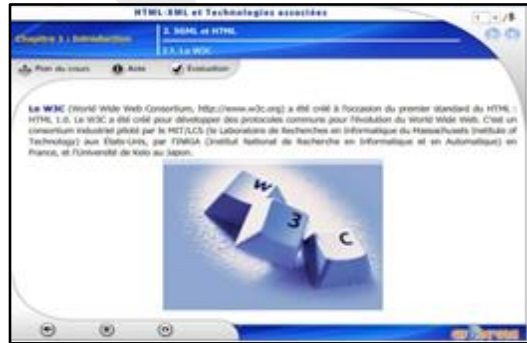 HTML-XML et Technologies associées
Chapitre 1 : Introduction
2. SGML et HTML
2.1. Le W3C
Plan du cours
Aide
Evaluation
Le W3C (World Wide Web Consortium, http://www.w3c.org) a été créé à l'occasion du premier standard du HTML :
HTML 1.0. Le W3C a été créé pour développer des protocoles communs pour l'évolution du World Wide Web. C'est un
consortium industriel piloté par le MIT/LCS (le Laboratoire de Recherches en Informatique du Massachusetts Institute of
Technology) aux États-Unis, par l'INRIA (Institut National de Recherche en Informatique et en Automatique) en
France, et l'Université de Keio au Japon.
W
3
C